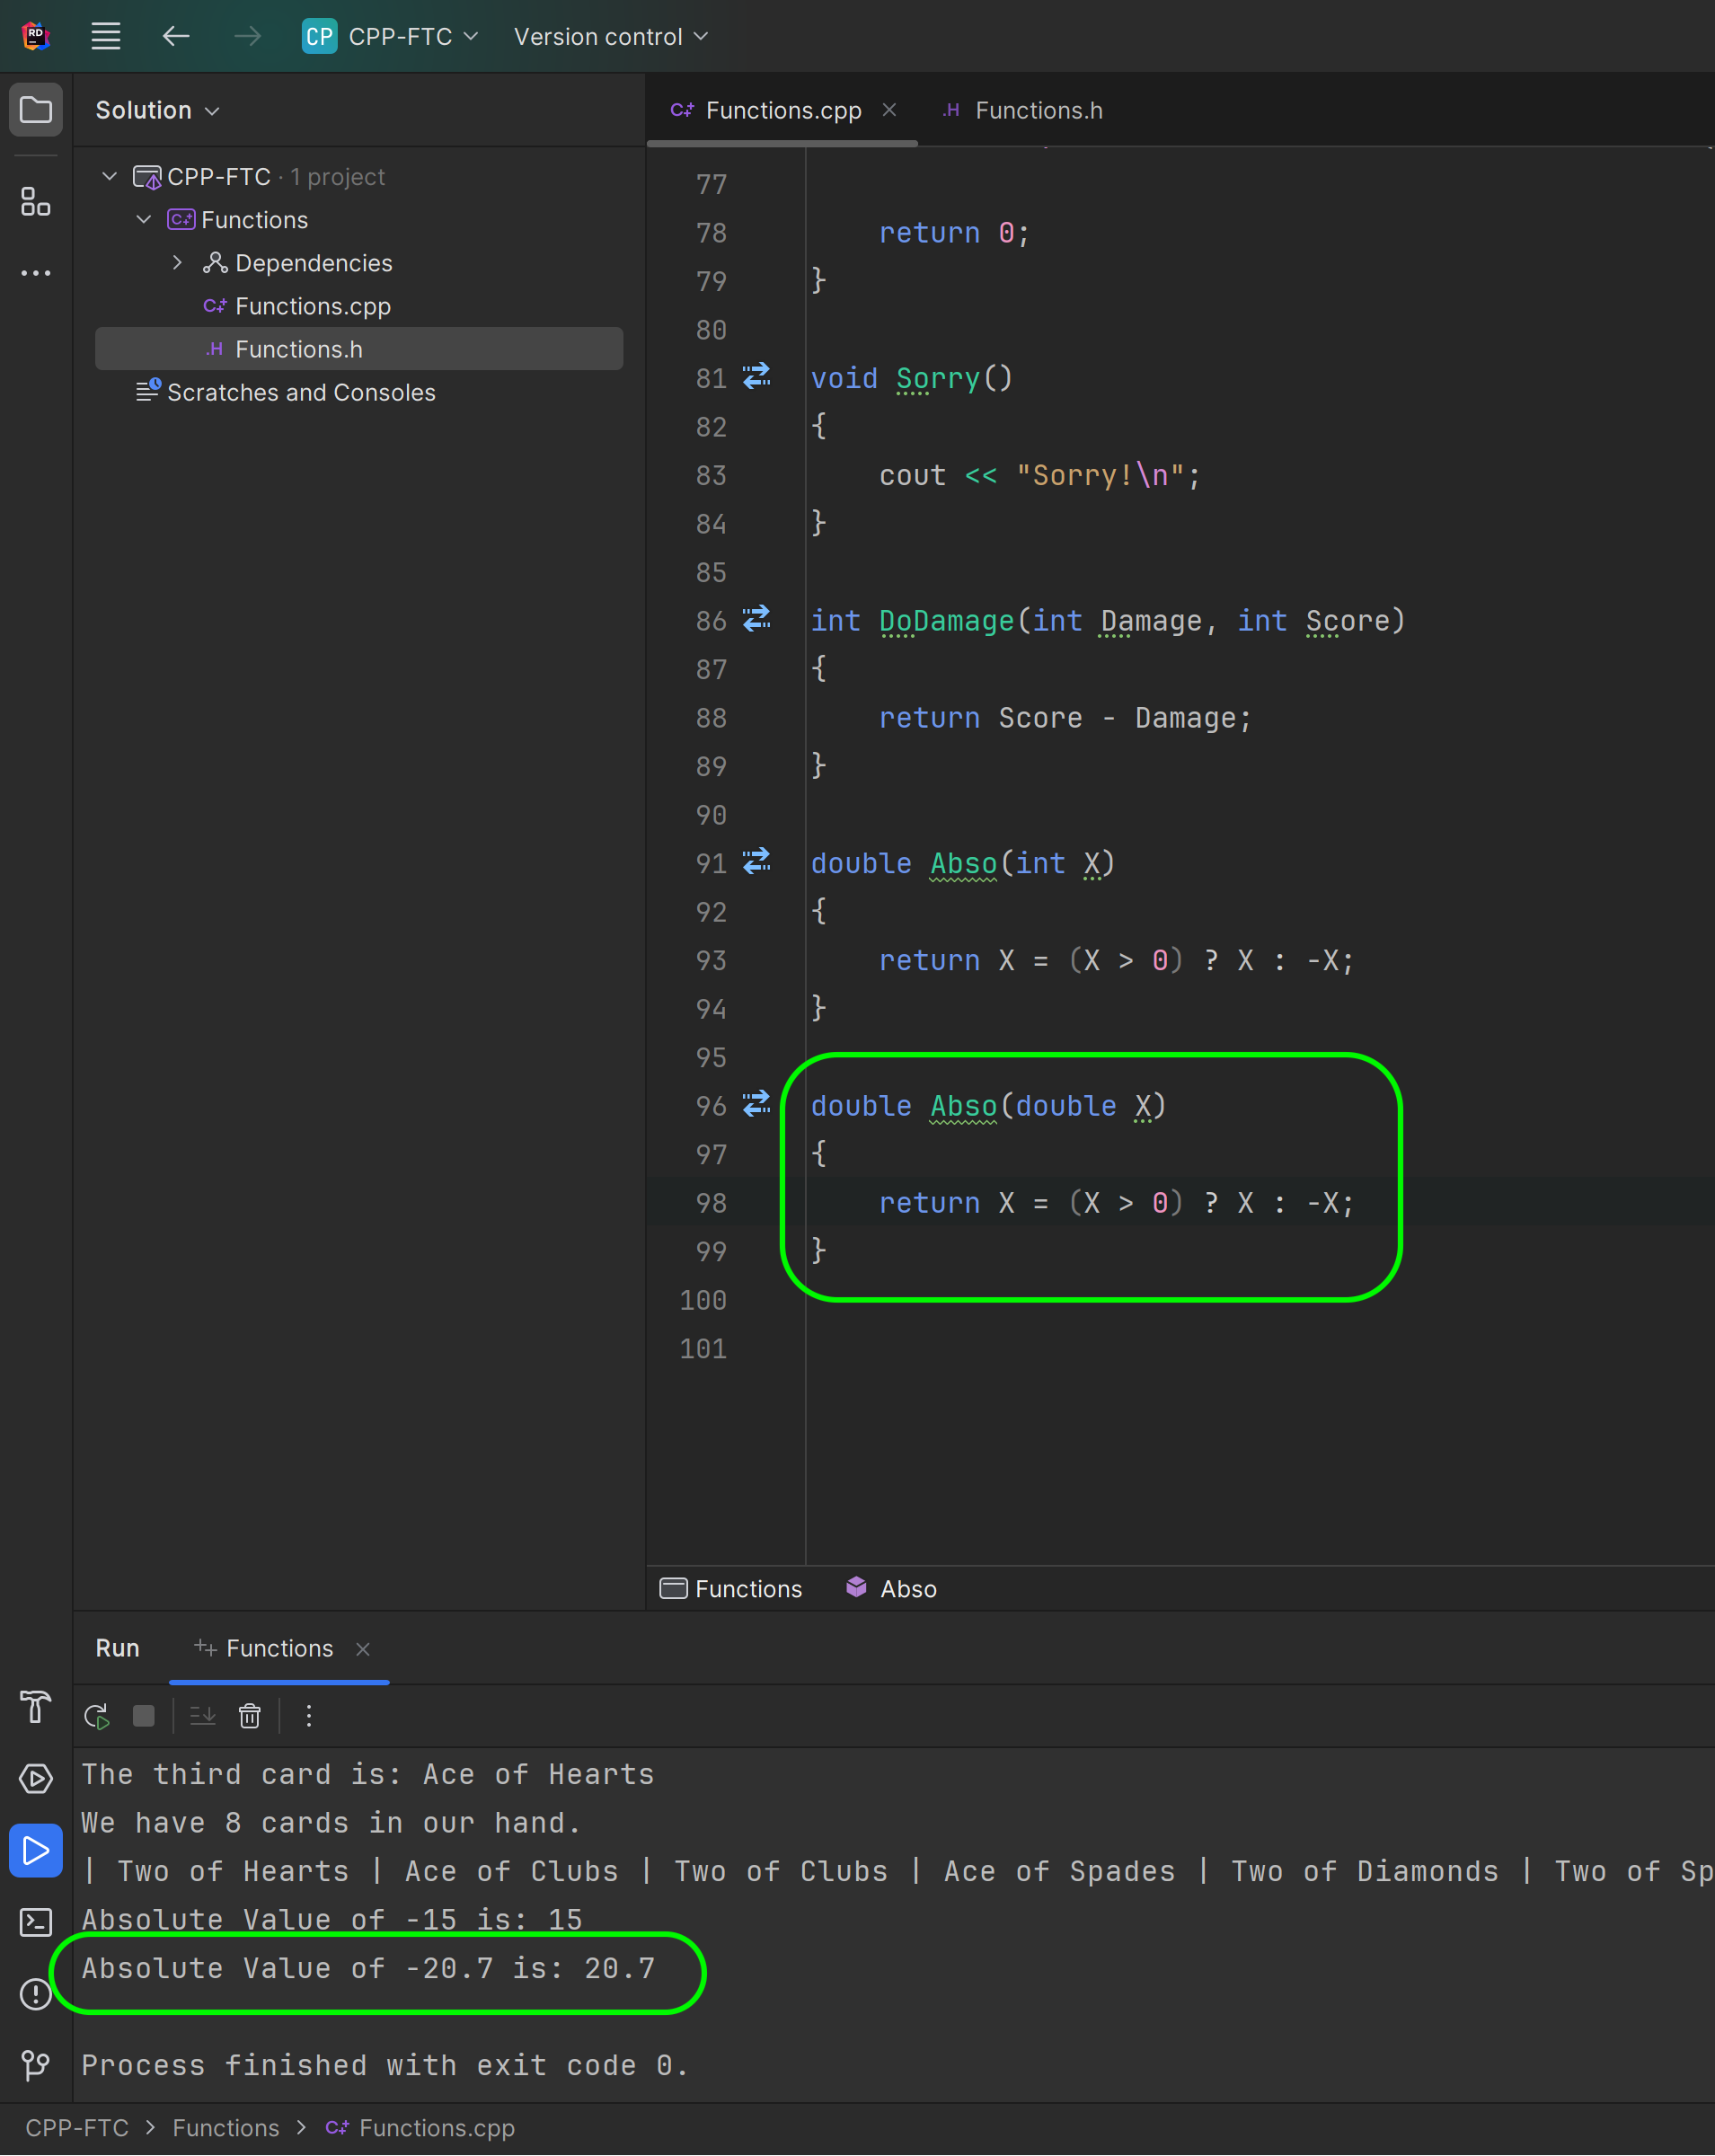 RD
CP CPP-FTC Version control
Solution
CPP-FTC · 1 project
C++ Functions
Dependencies
C++ Functions.cpp
.H Functions.h
Scratches and Consoles
C++ Functions.cpp .H Functions.h
77
78 return 0;
79 }
80
81 void Sorry()
82 {
83 cout << "Sorry!\n";
84 }
85
86 int DoDamage(int Damage, int Score)
87 {
88 return Score - Damage;
89 }
90
91 double Abso(int X)
92 {
93 return X = (X > 0) ? X : -X;
94 }
95
96 double Abso(double X)
97 {
98 return X = (X > 0) ? X : -X;
99 }
100
101
Functions Abso
Run Functions
The third card is: Ace of Hearts
We have 8 cards in our hand.
| Two of Hearts | Ace of Clubs | Two of Clubs | Ace of Spades | Two of Diamonds | Two of Sp
Absolute Value of -15 is: 15
Absolute Value of -20.7 is: 20.7
Process finished with exit code 0.
CPP-FTC > Functions > C++ Functions.cpp